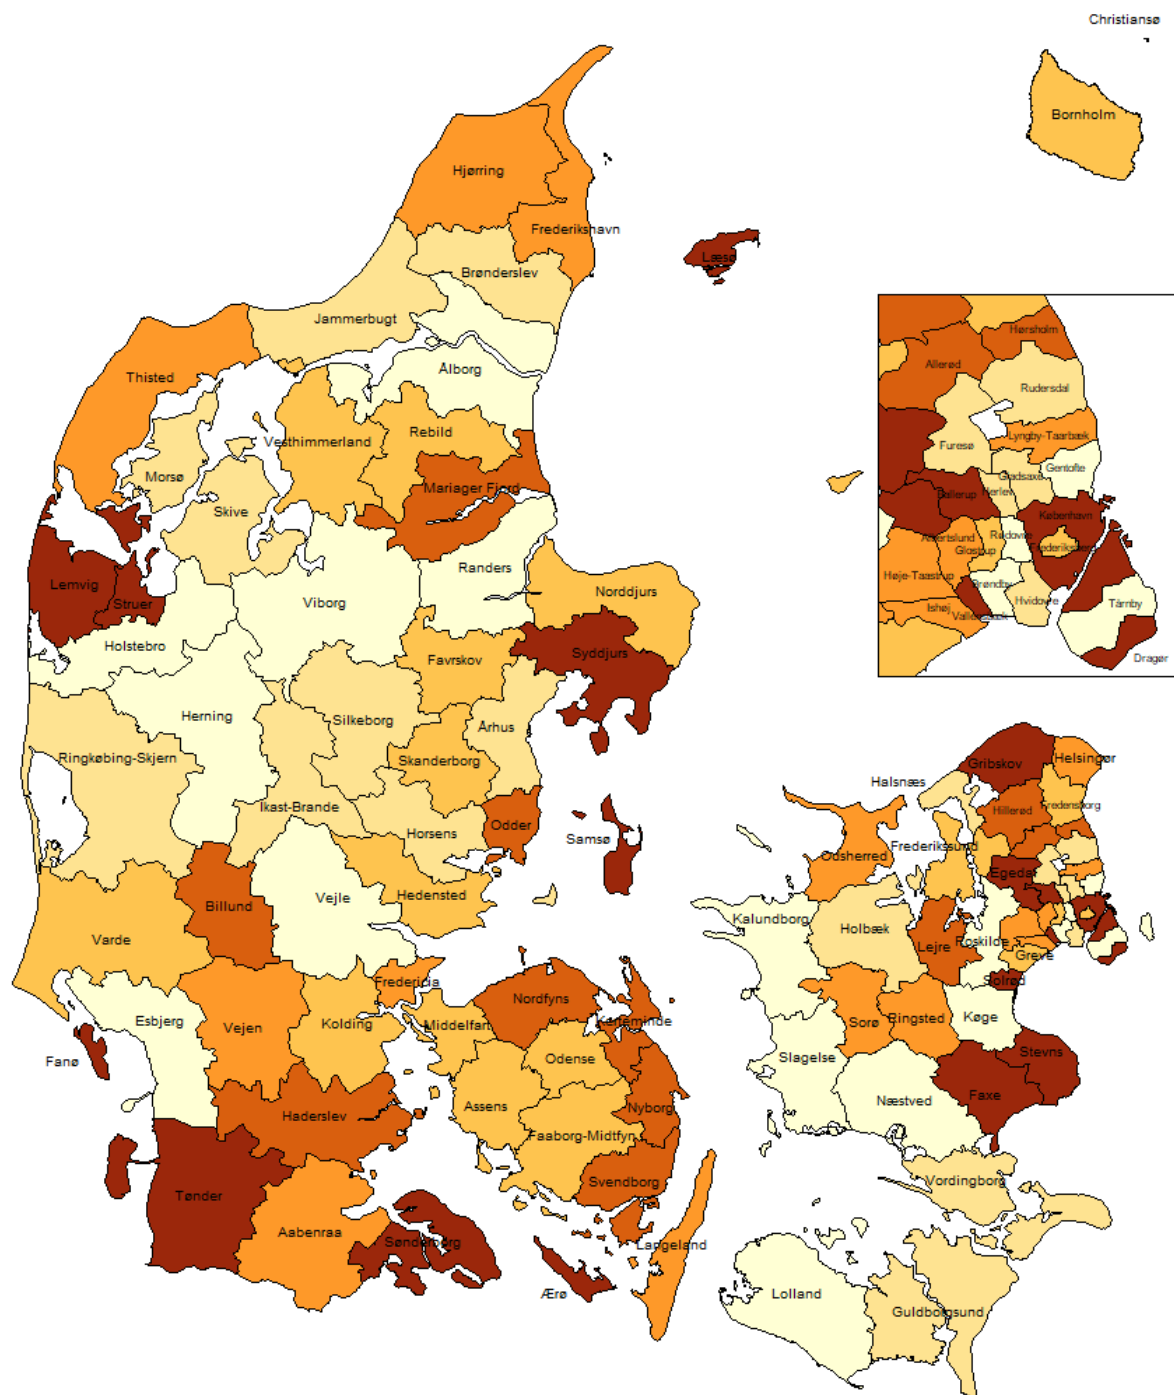 Christiansø
Bornholm
Hjørring
Frederikshavn
Læsø
Brønderslev
Jammerbugt
Ålborg
Thisted
Rebild
Vesthimmerland
Morsø
Mariager Fjord
Skive
Randers
Lemvig
Struer
Viborg
Norddjurs
Holstebro
Favrskov
Syddjurs
Herning
Silkeborg
Århus
Ringkøbing-Skjern
Skanderborg
Ikast-Brande
Horsens
Odder
Samsø
Hedensted
Vejle
Billund
Varde
Fredericia
Esbjerg
Vejen
Kolding
Middelfart
Nordfyns
Kerteminde
Odense
Fanø
Haderslev
Assens
Nyborg
Faaborg-Midtfyn
Svendborg
Tønder
Aabenraa
Sønderborg
Langeland
Ærø
Hørsholm
Allerød
Rudersdal
Furesø
Lyngby-Taarbæk
Gentofte
Gladsaxe
Ballerup
Herlev
København
Albertslund
Rødovre
Frederiksberg
Glostrup
Høje-Taastrup
Brøndby
Hvidovre
Ishøj
Vallensbæk
Tårnby
Dragør
Gribskov
Helsingør
Halsnæs
Hillerød
Fredensborg
Frederikssund
Odsherred
Egedal
Kalundborg
Holbæk
Lejre
Roskilde
Greve
Solrød
Sorø
Ringsted
Køge
Slagelse
Stevns
Næstved
Faxe
Vordingborg
Lolland
Guldborgsund